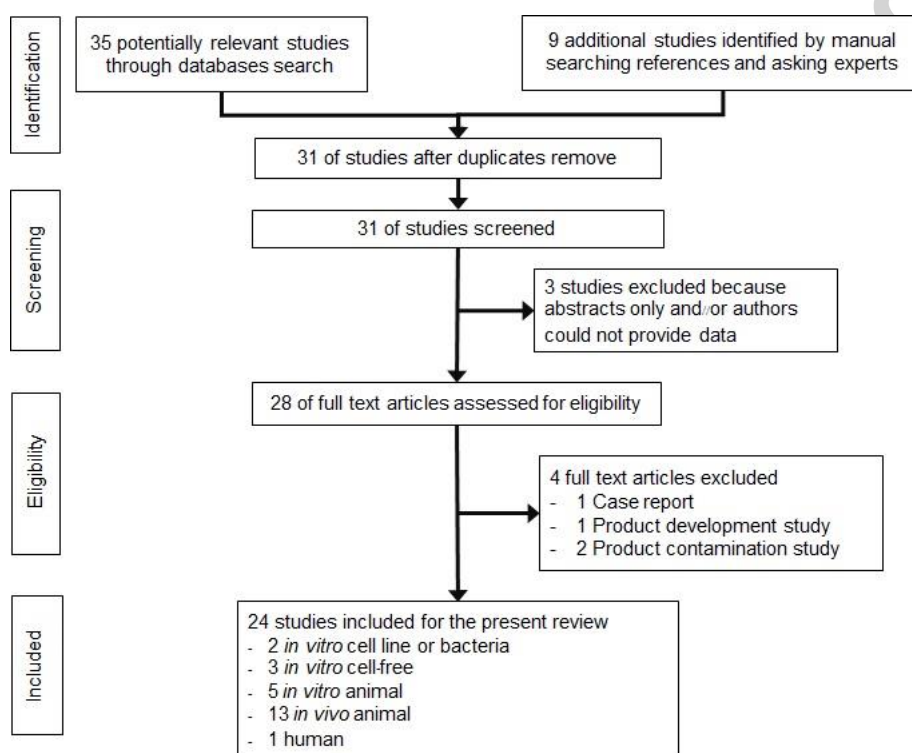 Identification
35 potentially relevant studies
through databases search
9 additional studies identified by manual
searching references and asking experts
31 of studies after duplicates remove
Screening
31 of studies screened
3 studies excluded because
abstracts only and//or authors
could not provide data
Eligibility
28 of full text articles assessed for eligibility
4 full text articles excluded
- 1 Case report
- 1 Product development study
- 2 Product contamination study
Included
24 studies included for the present review
- 2 in vitro cell line or bacteria
- 3 in vitro cell-free
- 5 in vitro animal
- 13 in vivo animal
- 1 human